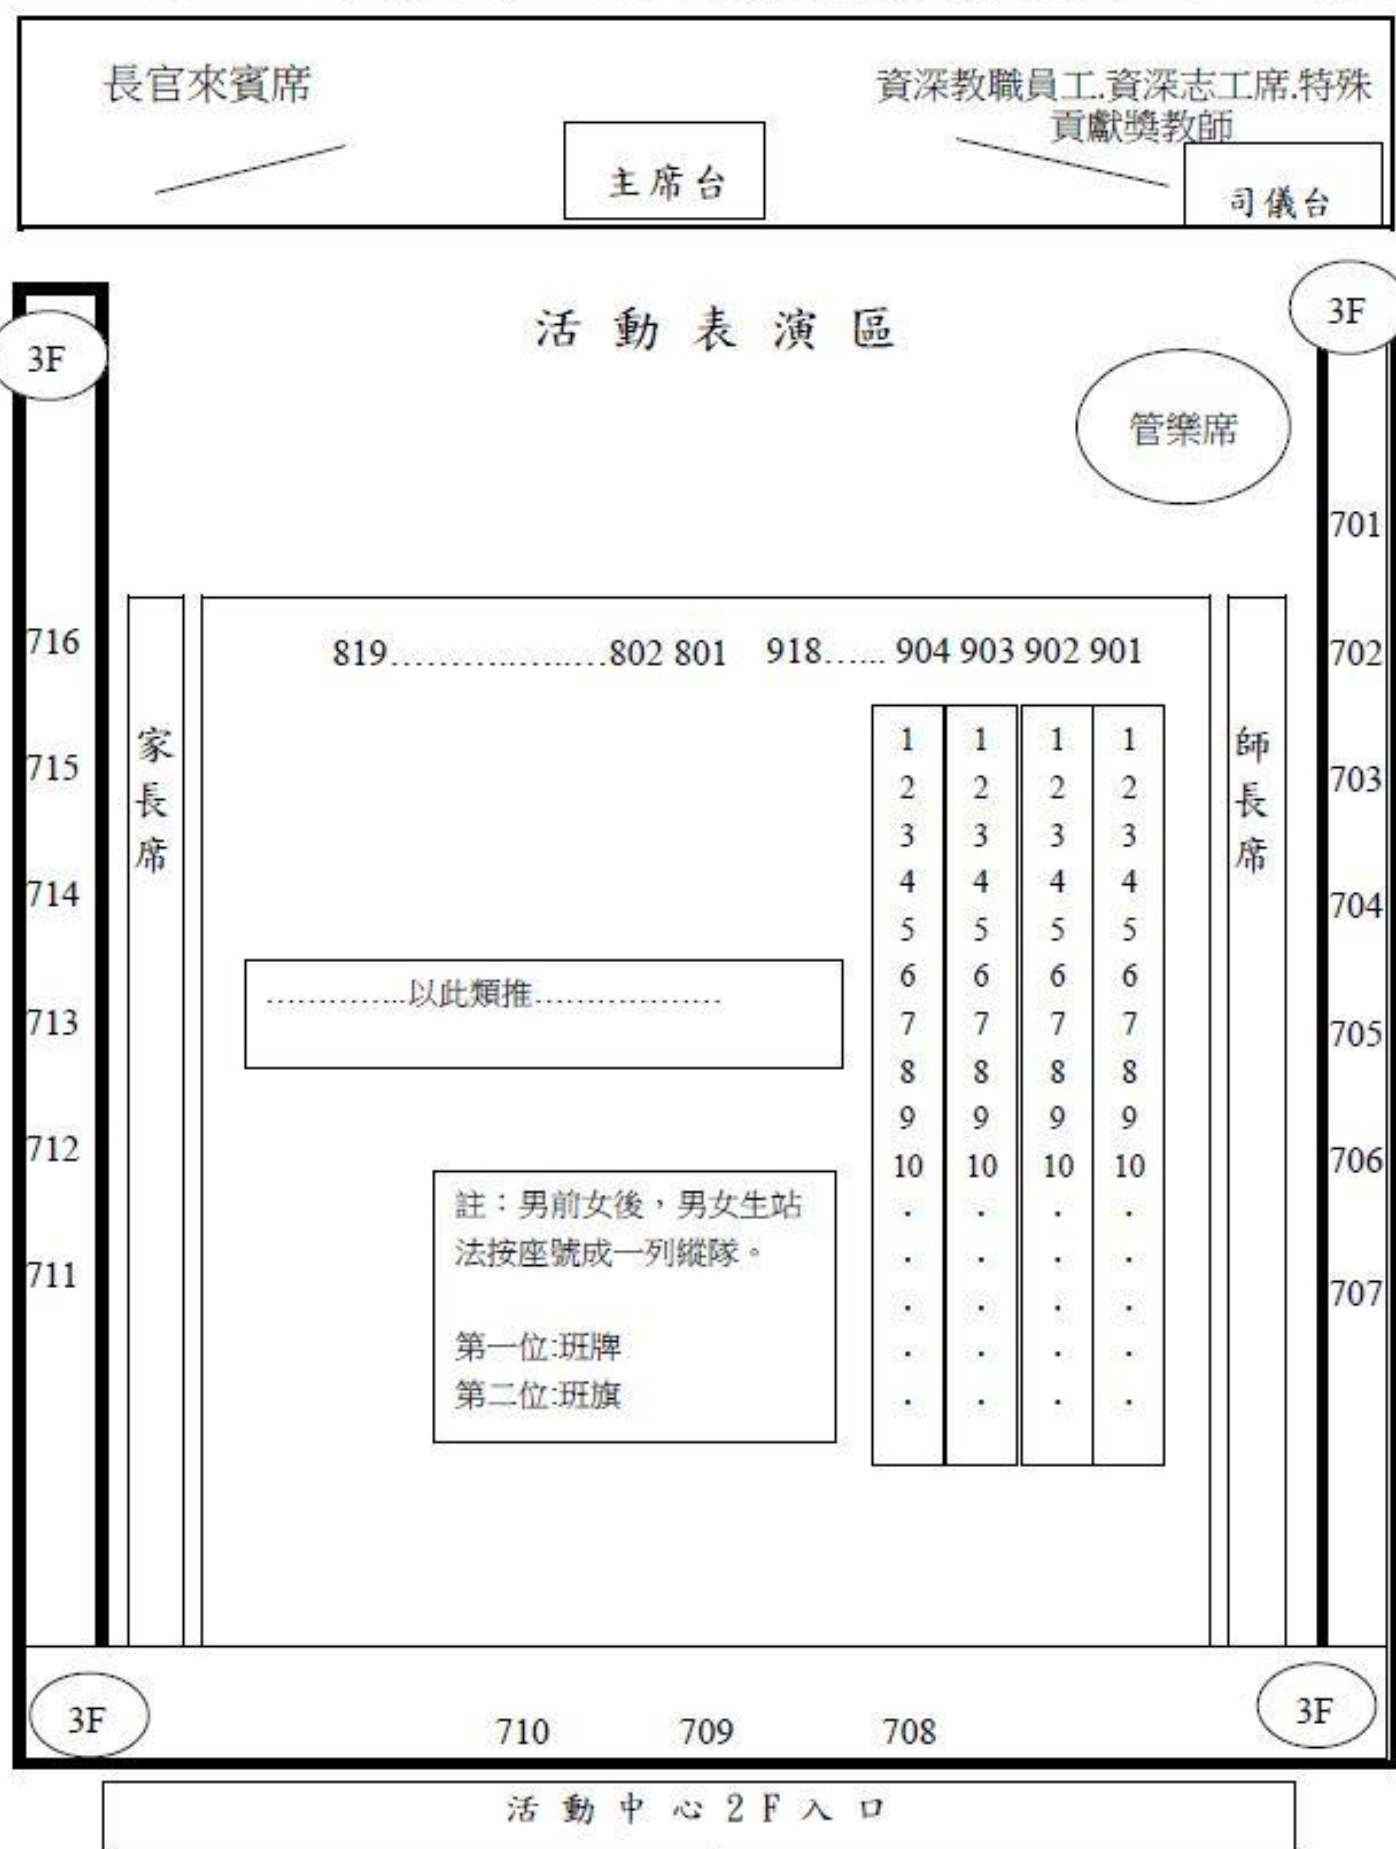 長官來賓席
資深教職員工.資深志工席.特殊
貢獻獎教師
主席台
司儀台
3F
活動表演區
3F
管樂席
701
716
702
819..................802 801 918...... 904 903 902 901
家長席
師長席
1 1 1 1
715
703
2 2 2 2
3 3 3 3
4 4 4 4
714
704
5 5 5 5
6 6 6 6
............以此類推..................
713
705
7 7 7 7
8 8 8 8
9 9 9 9
712
706
10 10 10 10
. . . .
. . . .
. . . .
. . . .
. . . .
註：男前女後，男女生站
法按座號成一列縱隊。
711
707
第一位:班牌
第二位:班旗
3F
710 709 708
3F
活動中心2F入口